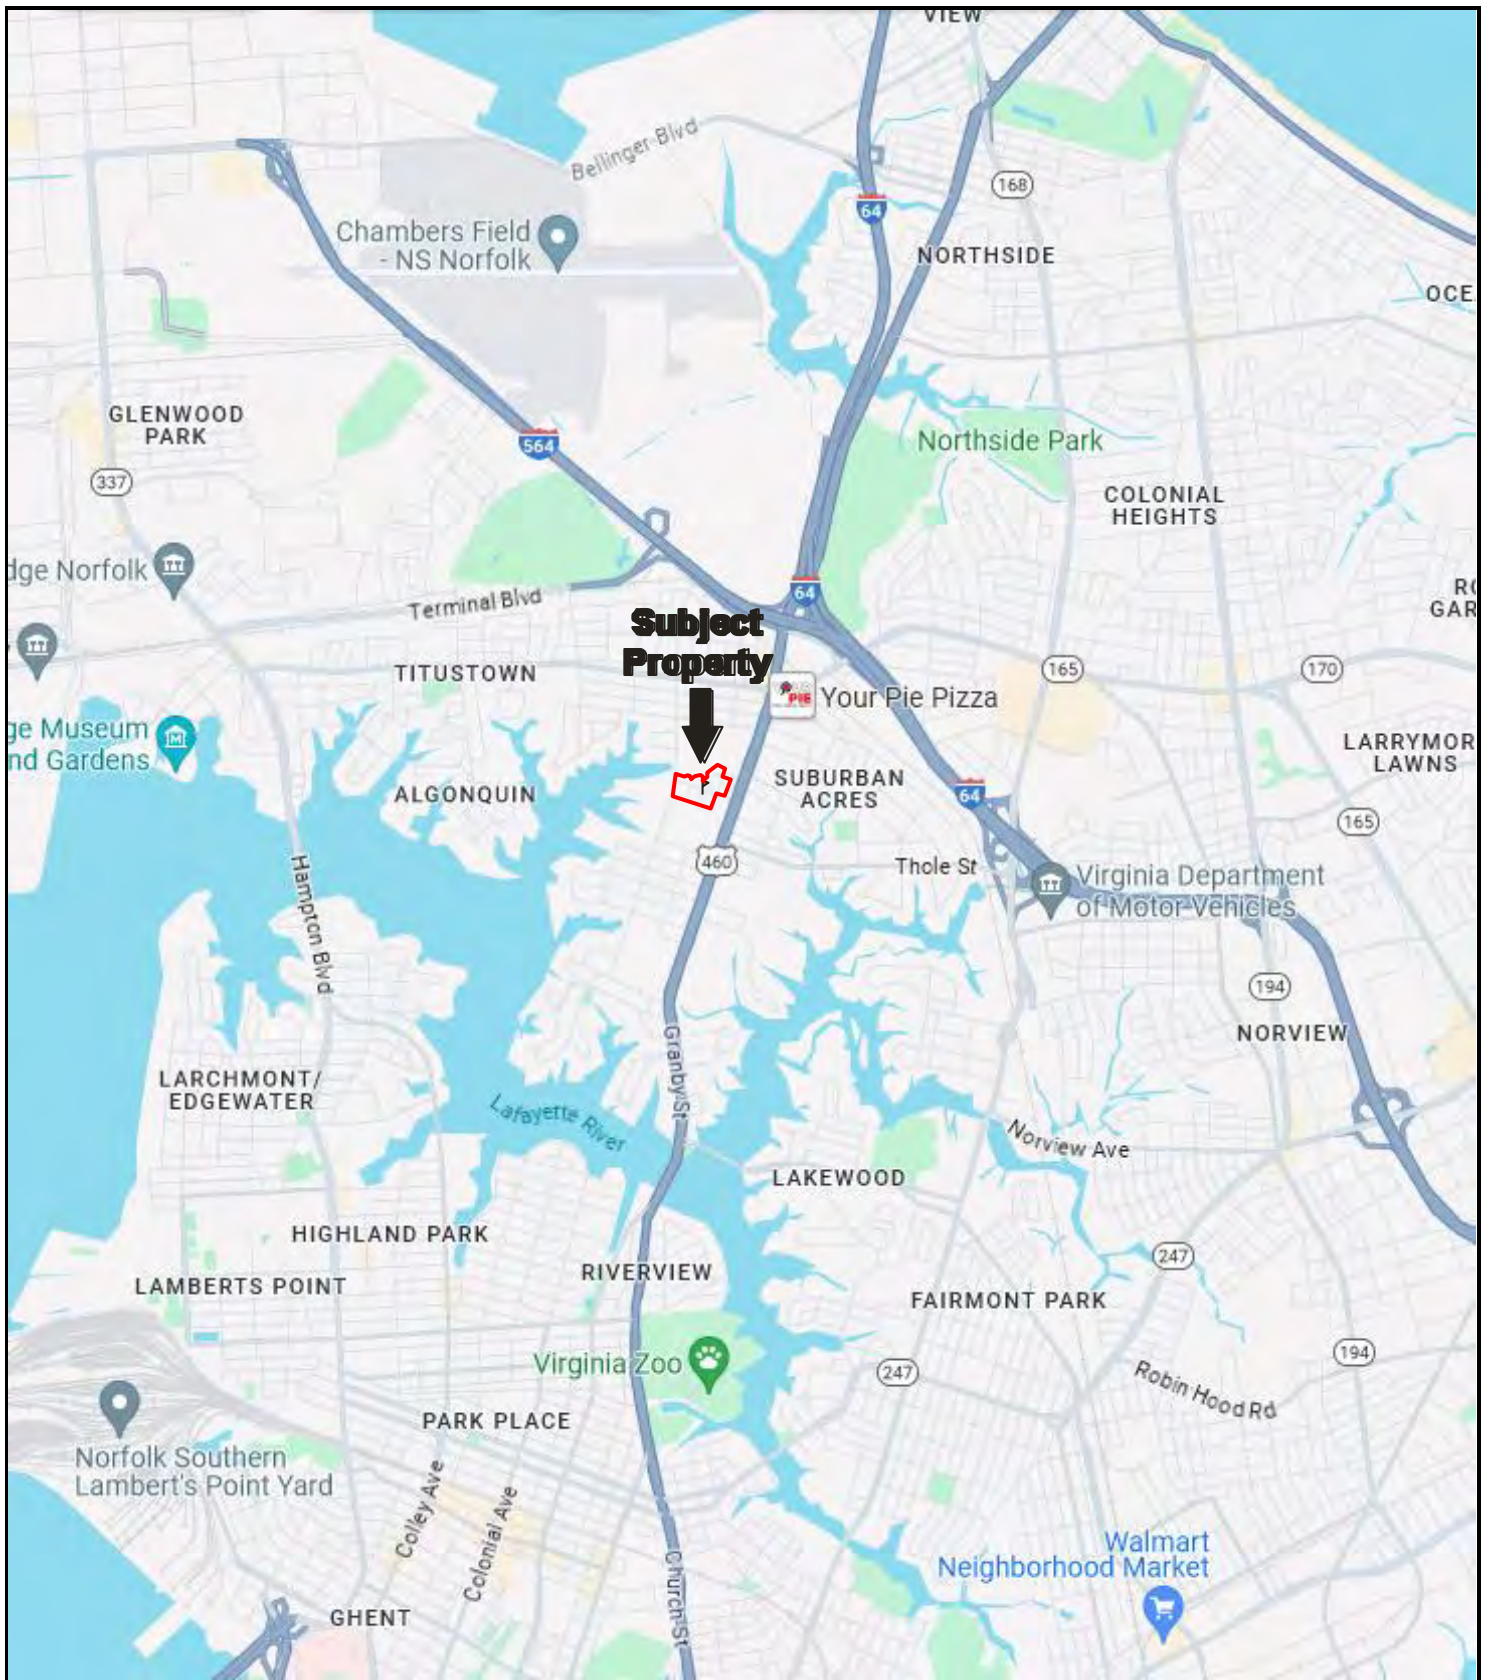 VIEW
Bellinger Blvd
168
64
Chambers Field
- NS Norfolk
NORTHSIDE
OCE
GLENWOOD
PARK
564
Northside Park
337
COLONIAL
HEIGHTS
dge Norfolk
64
Terminal Blvd
GAR
Subject
Property
TITUSTOWN
165
170
PIE
Your Pie Pizza
ge Museum
nd Gardens
LARRYMOR
LAWNS
ALGONQUIN
SUBURBAN
ACRES
64
165
460
Thole St
Virginia Department
of Motor Vehicles
Hampton Blvd
194
NORVIEW
Granby St
LARCHMONT/
EDGEWATER
Lafayette River
Norview Ave
LAKEWOOD
HIGHLAND PARK
247
RIVERVIEW
LAMBERTS POINT
FAIRMONT PARK
Virginia Zoo
194
247
Robin Hood Rd
PARK PLACE
Norfolk Southern
Lambert's Point Yard
Colley Ave
Colonial Ave
Walmart
Neighborhood Market
Church St
GHENT